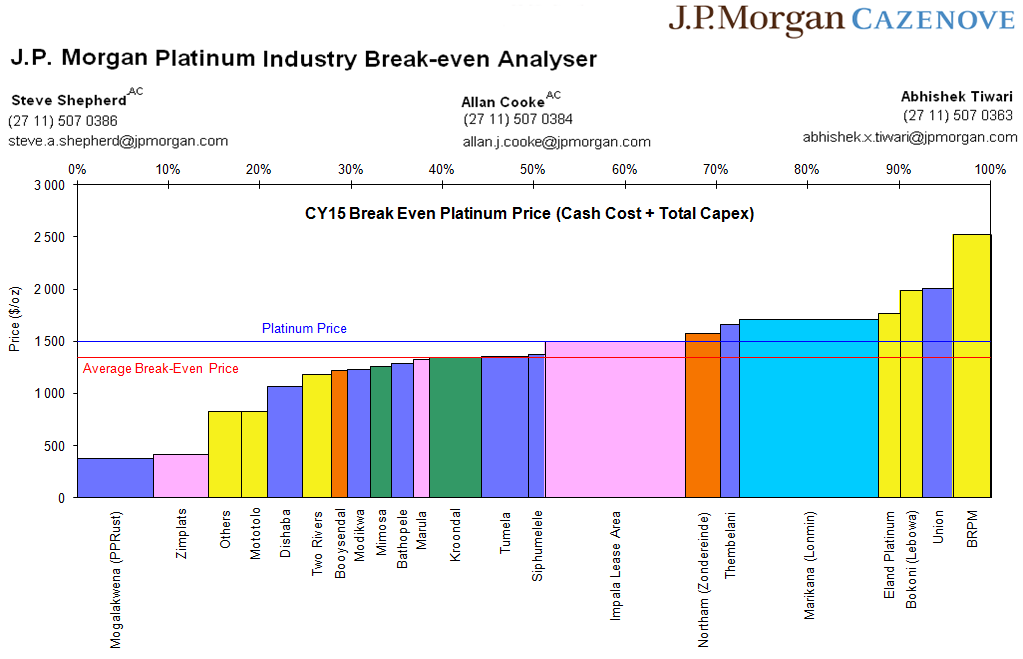 J.P.Morgan CAZENOVE
J.P. Morgan Platinum Industry Break-even Analyser
Steve Shepherd AC
(27 11) 507 0386
steve.a.shepherd@jpmorgan.com
Allan Cooke AC
(27 11) 507 0384
allan.j.cooke@jpmorgan.com
Abhishek Tiwari
(27 11) 507 0363
abhishek.x.tiwari@jpmorgan.com
0% 10% 20% 30% 40% 50% 60% 70% 80% 90% 100%
CY15 Break Even Platinum Price (Cash Cost + Total Capex)
Price ($/oz)
3 000
2 500
2 000
1 500
1 000
500
0
Platinum Price
Average Break-Even Price
Mogalakwena (PPRust)
Zimplats
Others
Mototolo
Dishaba
Two Rivers
Booysendal
Modikwa
Mimosa
Bathopele
Marula
Kroondal
Tumela
Siphumelele
Impala Lease Area
Northam (Zondereinde)
Thembelani
Marikana (Lonmin)
Eland Platinum
Bokoni (Lebowa)
Union
BRPM